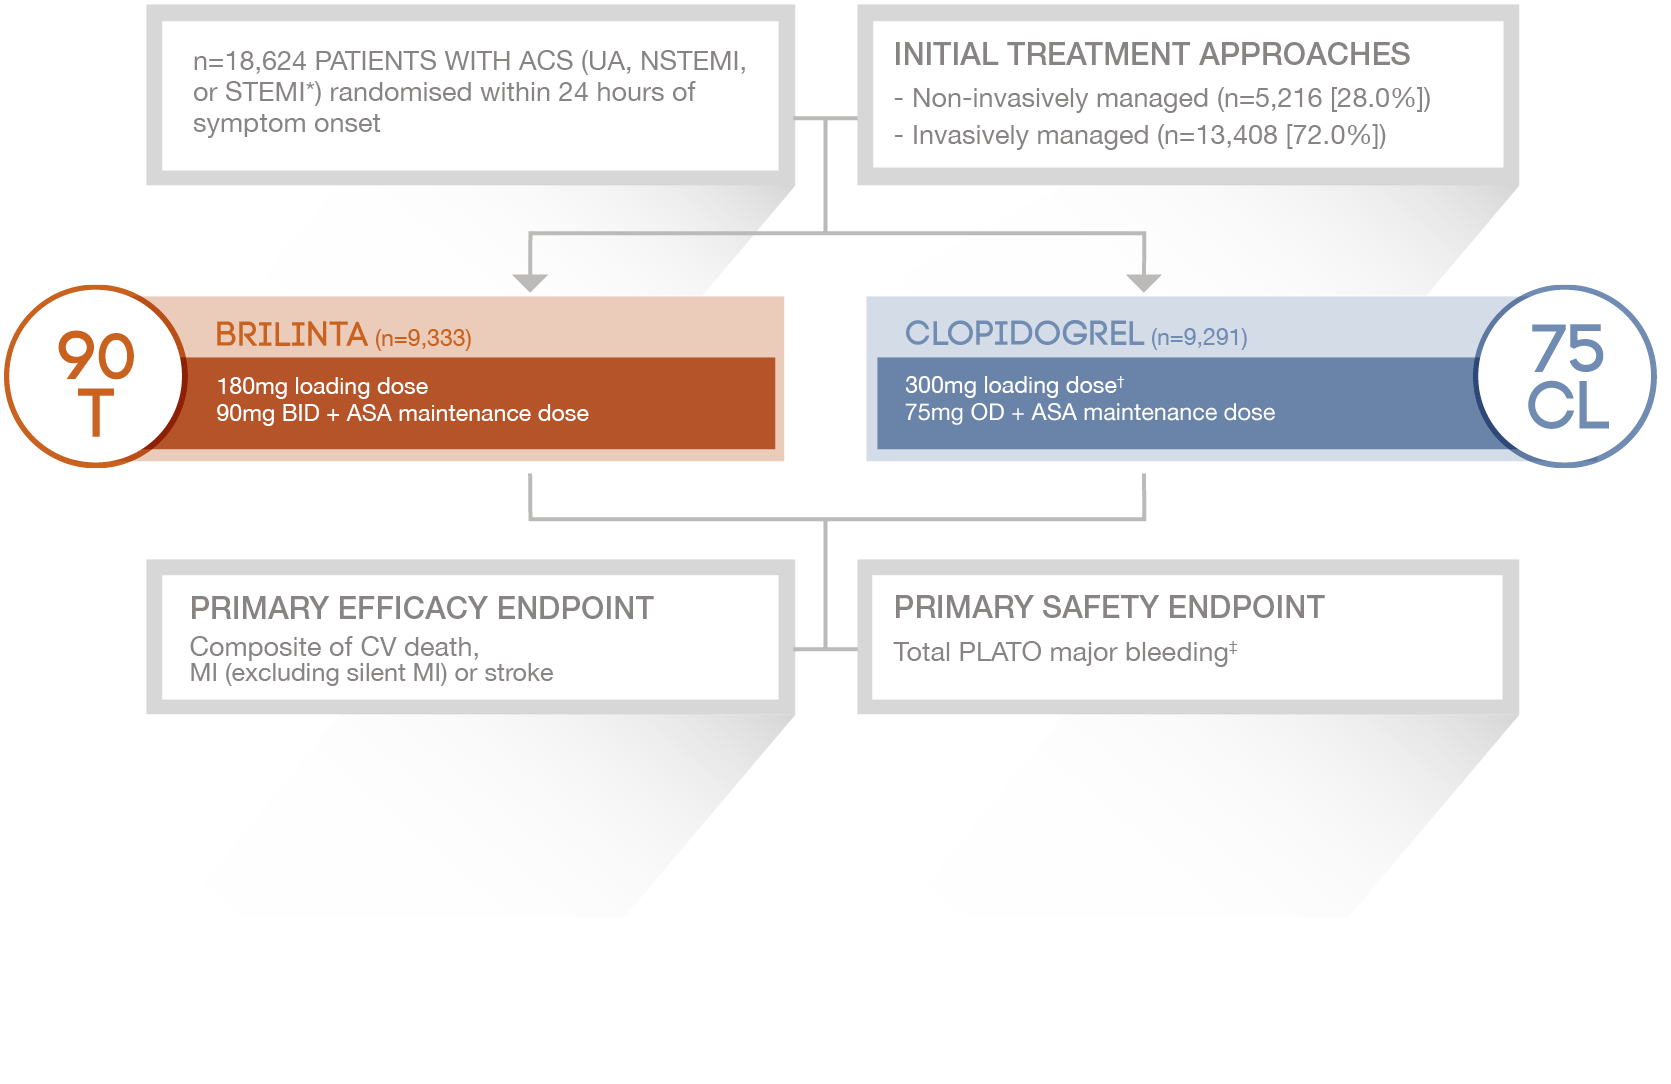 n=18,624 PATIENTS WITH ACS (UA, NSTEMI,
or STEMI*) randomised within 24 hours of
symptom onset
INITIAL TREATMENT APPROACHES
- Non-invasively managed (n=5,216 [28.0%])
- Invasively managed (n=13,408 [72.0%])
90
T
BRILINTA (n=9,333)
180mg loading dose
90mg BID + ASA maintenance dose
CLOPIDOGREL (n=9,291)
300mg loading dose†
75mg OD + ASA maintenance dose
75
CL
PRIMARY EFFICACY ENDPOINT
Composite of CV death,
MI (excluding silent MI) or stroke
PRIMARY SAFETY ENDPOINT
Total PLATO major bleeding‡